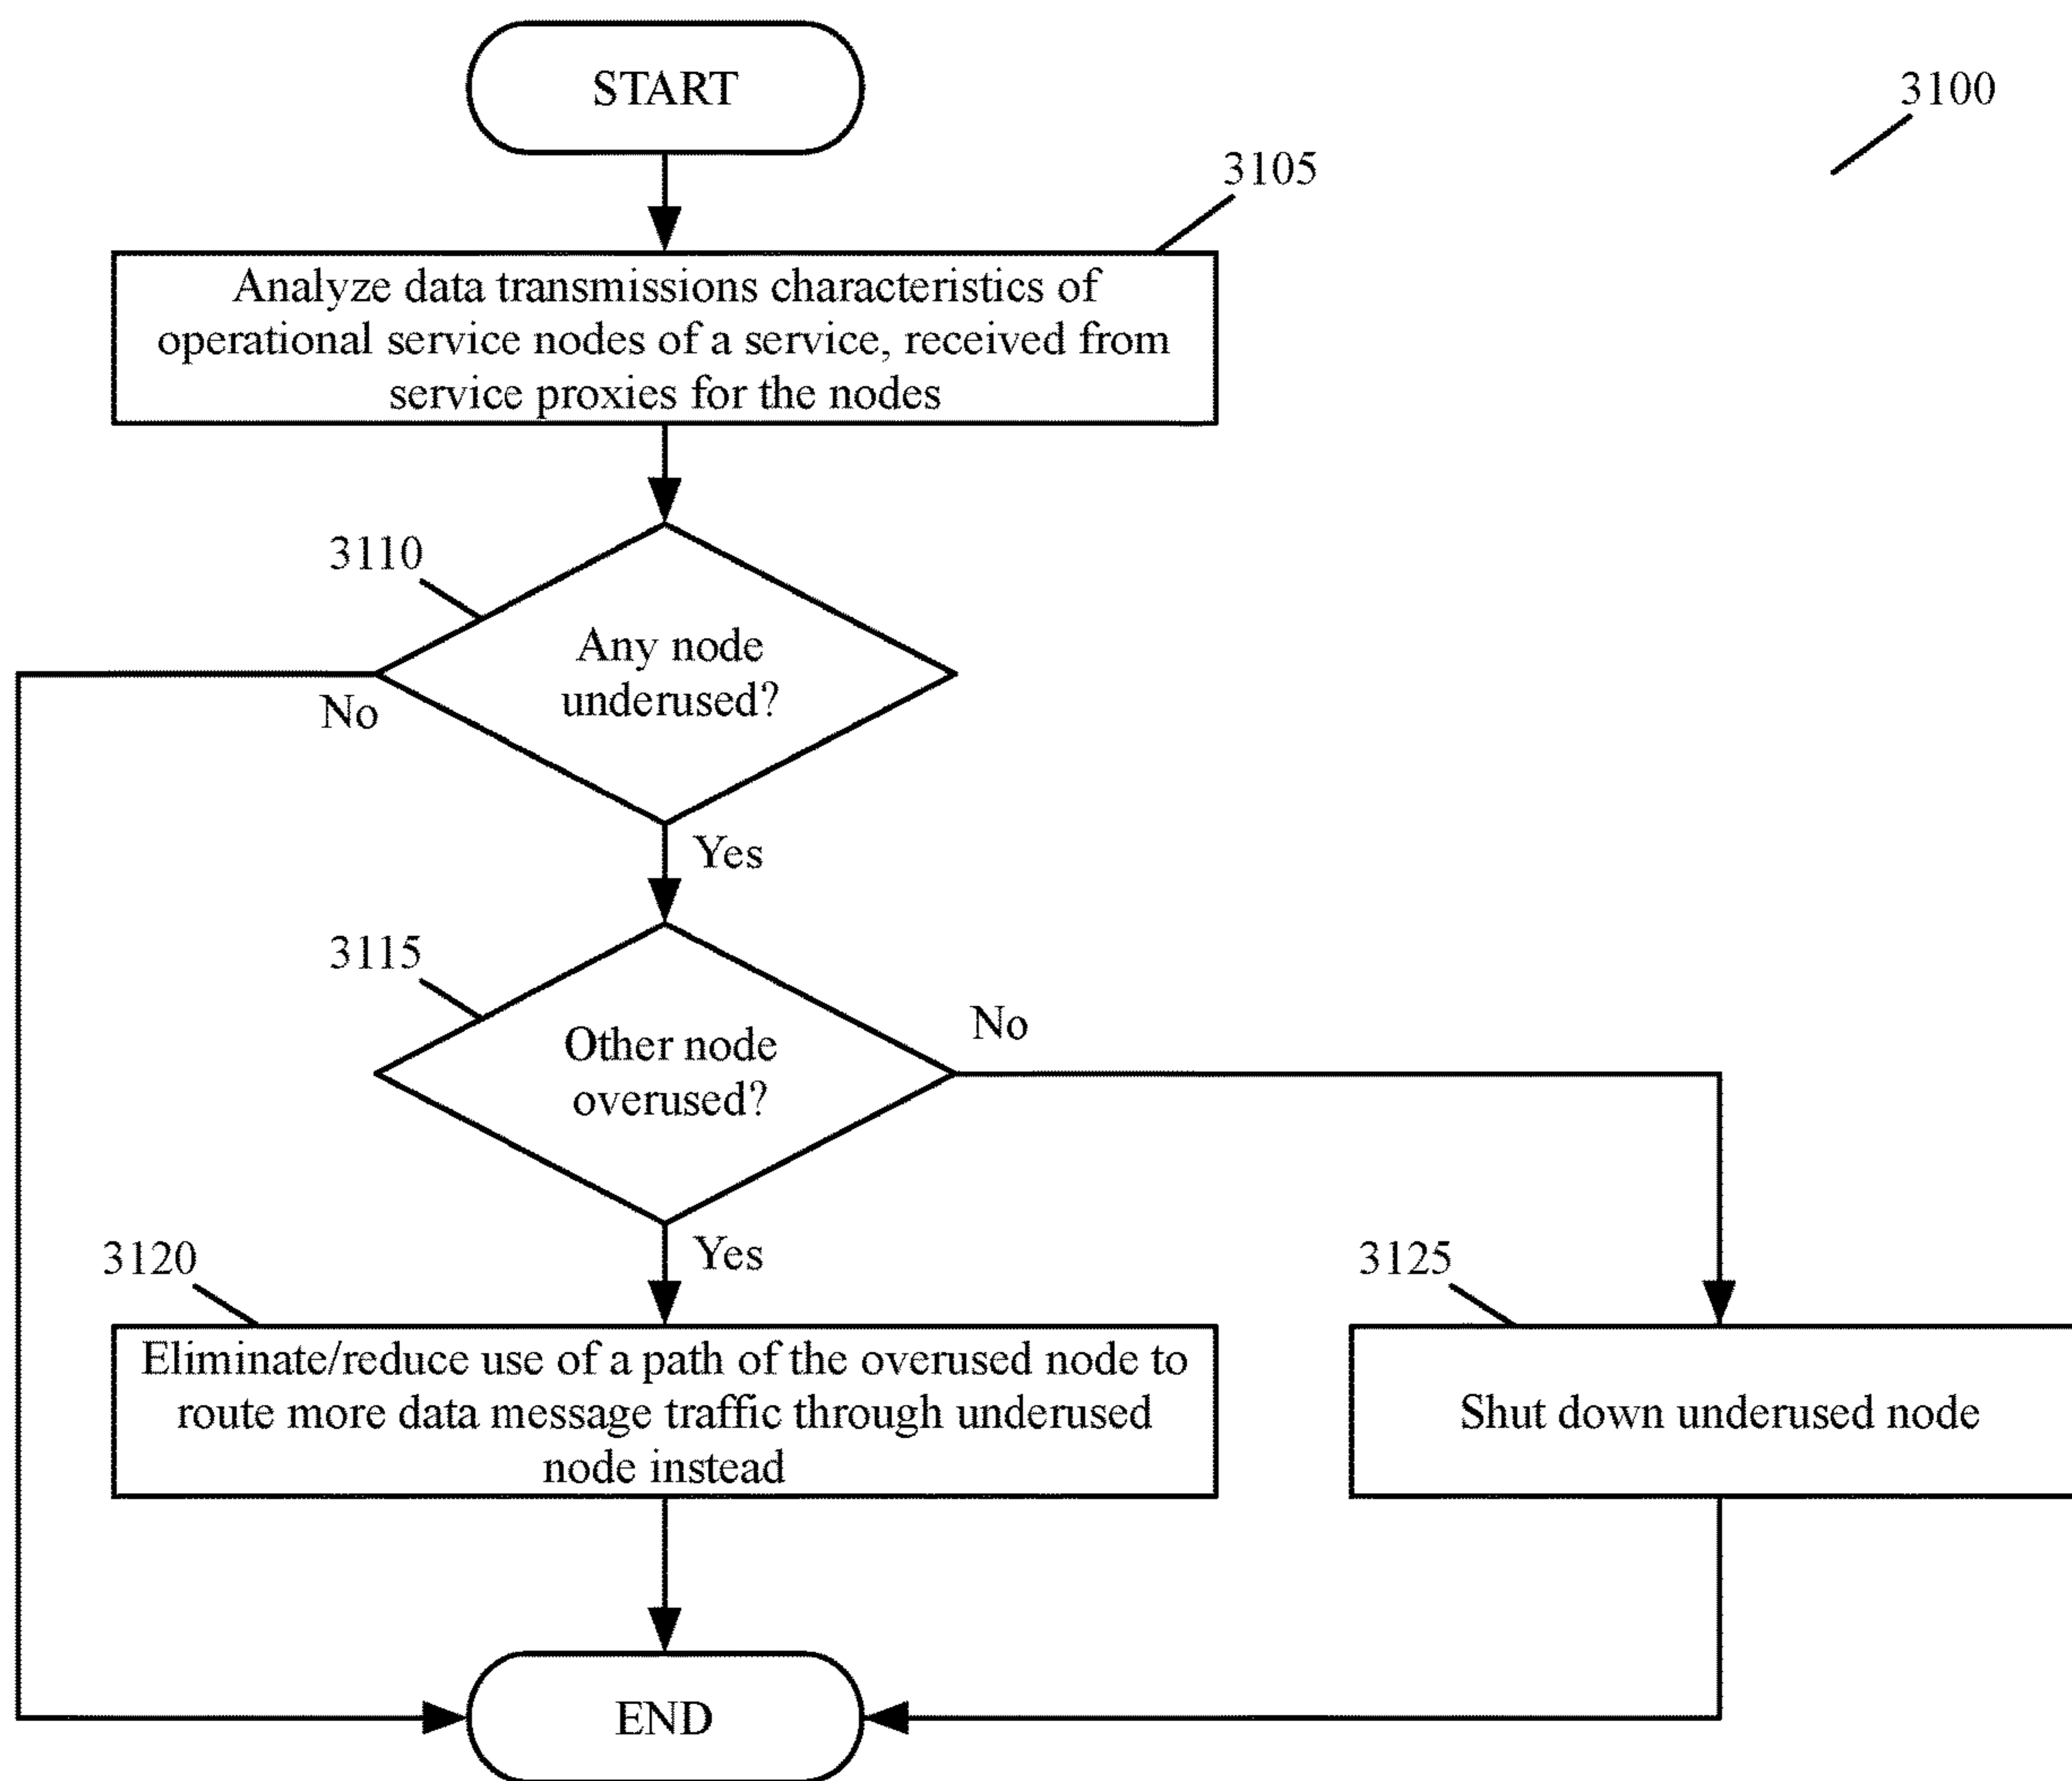 START
3100
3105
Analyze data transmissions characteristics of
operational service nodes of a service, received from
service proxies for the nodes
3110
Any node
underused?
No
Yes
3115
Other node
overused?
No
Yes
3120
Eliminate/reduce use of a path of the overused node to
route more data message traffic through underused
node instead
3125
Shut down underused node
END